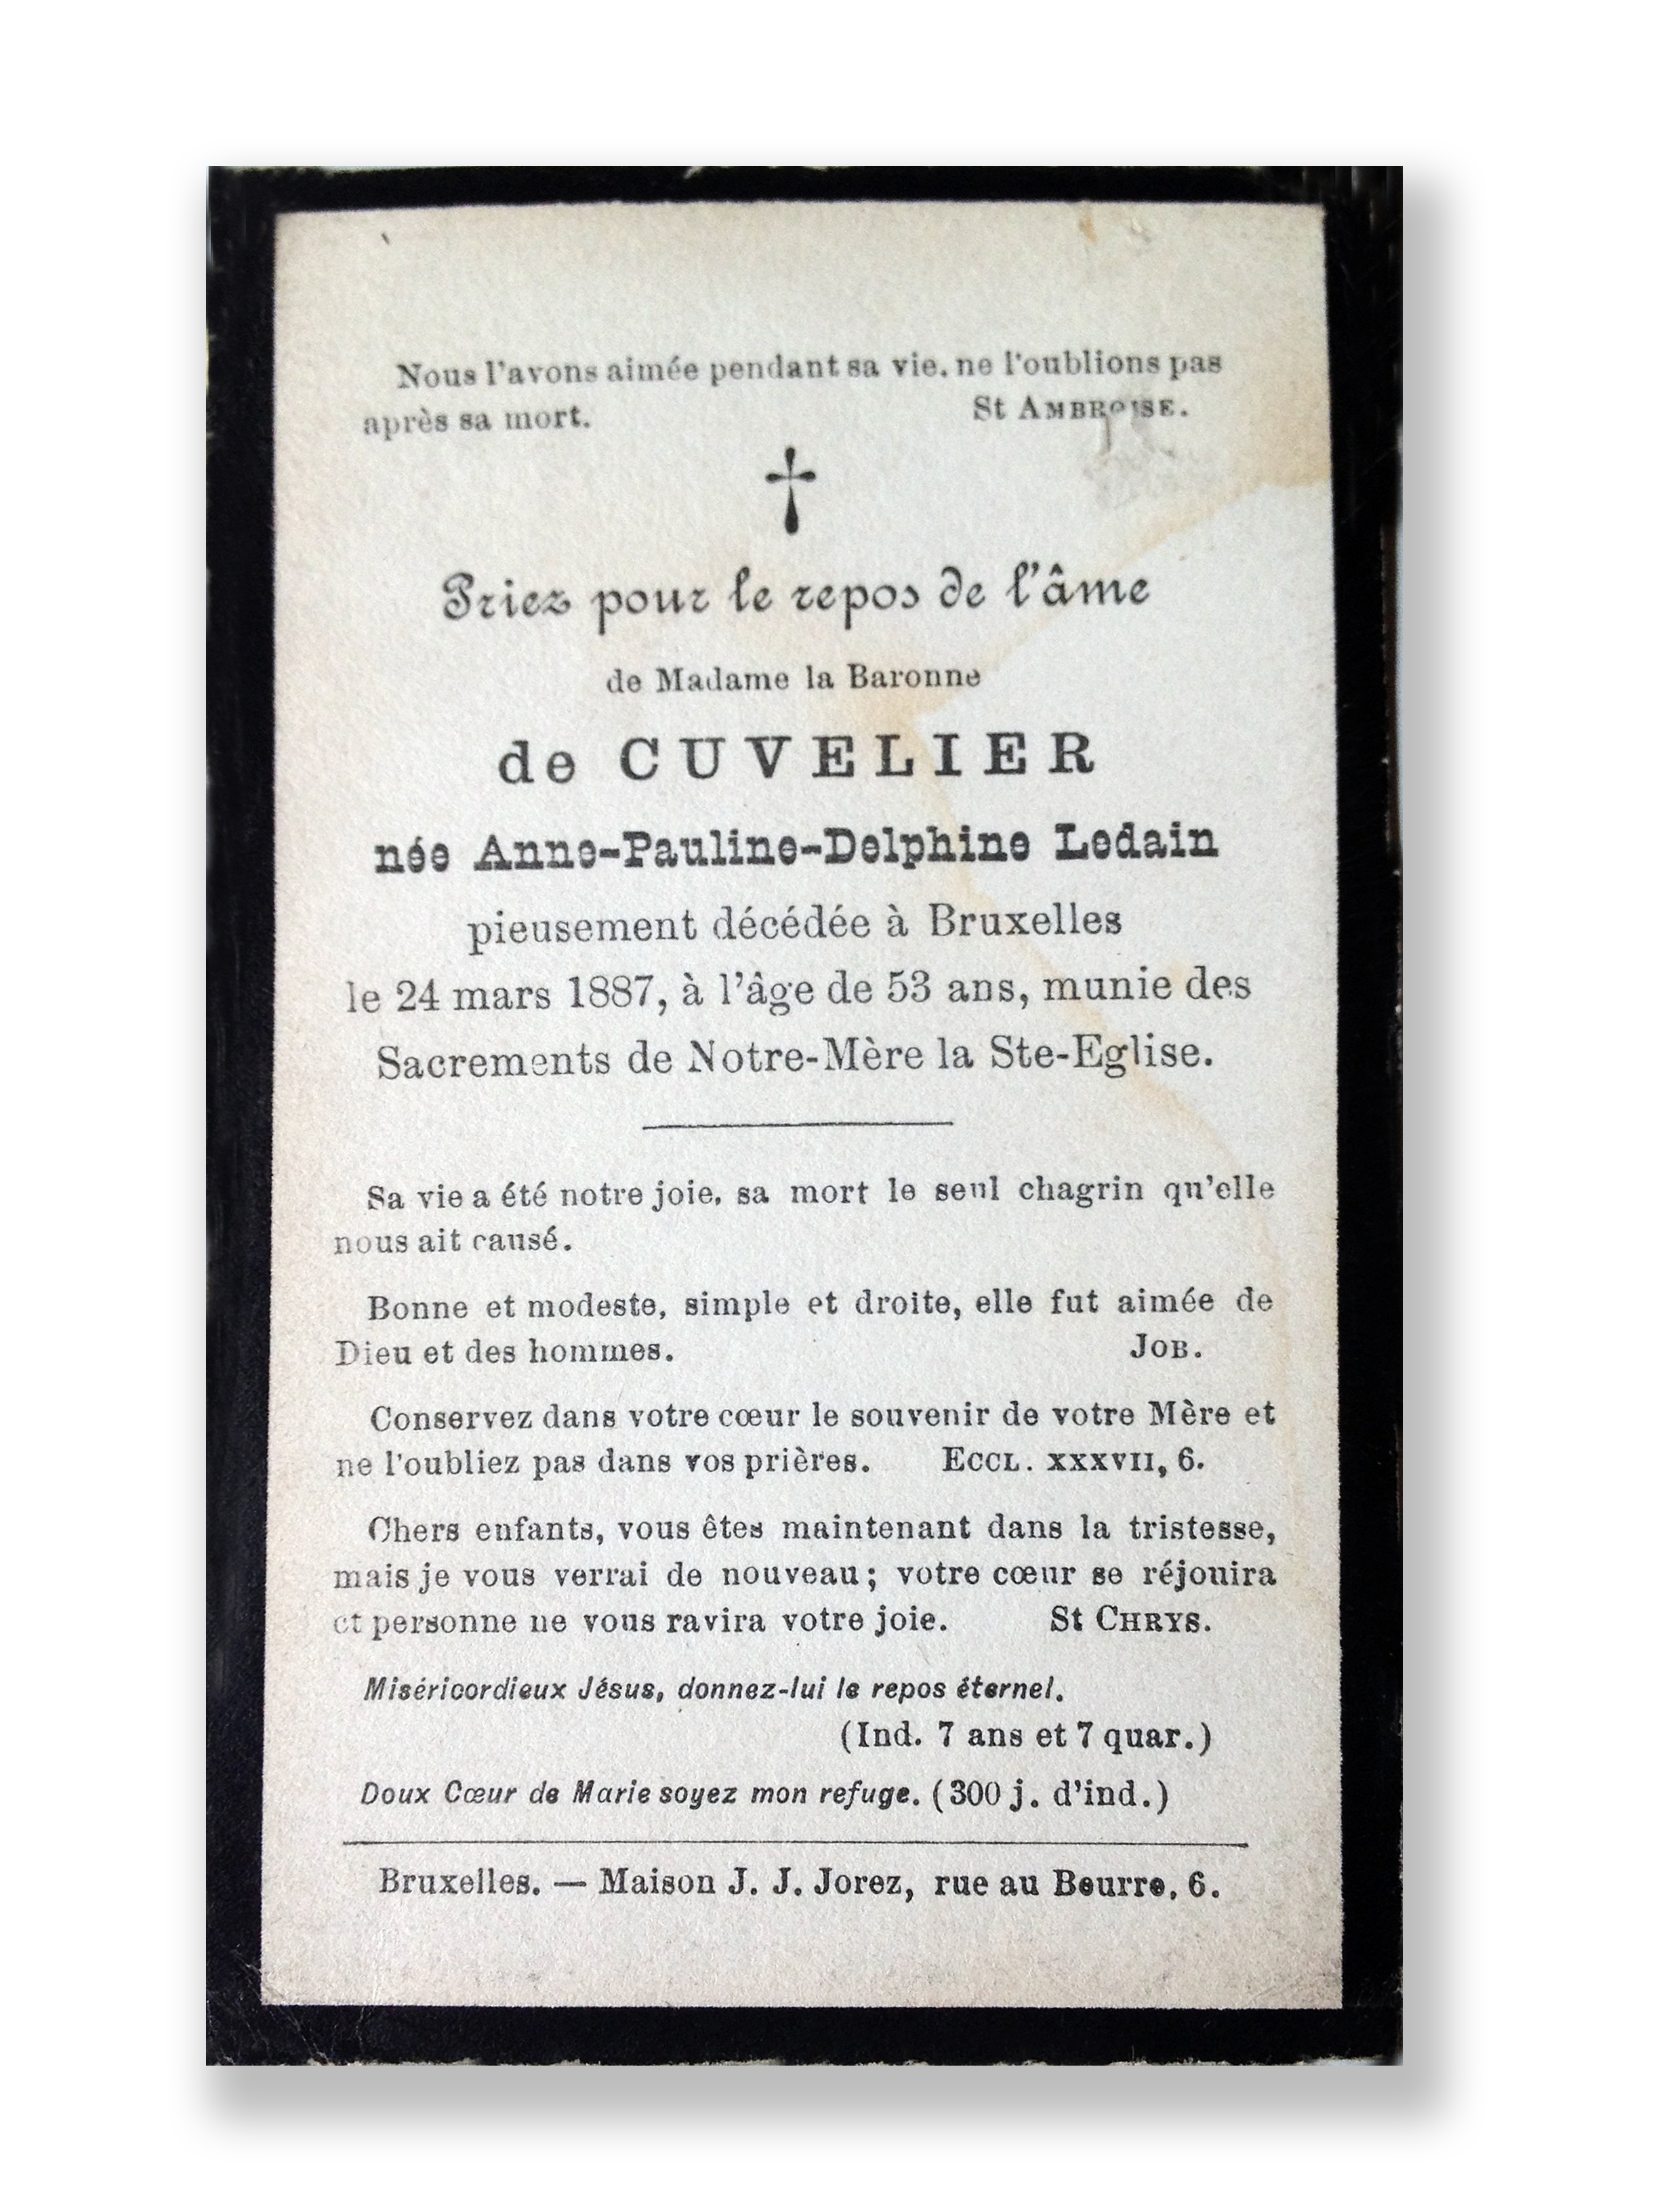 Nous l'avons aimée pendant sa vie, ne l'oublions pas
après sa mort. St AMBROISE.
Priez pour le repos de l'âme
de Madame la Baronne
de CUVELIER
née Anne-Pauline-Delphine Ledain
pieusement décédée à Bruxelles
le 24 mars 1887, à l'âge de 53 ans, munie des
Sacrements de Notre-Mère la Ste-Eglise.
Sa vie a été notre joie, sa mort le seul chagrin qu'elle
nous ait causé.
Bonne et modeste, simple et droite, elle fut aimée de
Dieu et des hommes. JOB.
Conservez dans votre cœur le souvenir de votre Mère et
ne l'oubliez pas dans vos prières. ECCL. XXXVII, 6.
Chers enfants, vous êtes maintenant dans la tristesse,
mais je vous verrai de nouveau; votre cœur se réjouira
et personne ne vous ravira votre joie. St CHRYS.
Miséricordieux Jésus, donnez-lui le repos éternel.
(Ind. 7 ans et 7 quar.)
Doux Cœur de Marie soyez mon refuge. (300 j. d'ind.)
Bruxelles. — Maison J. J. Jorez, rue au Beurre, 6.